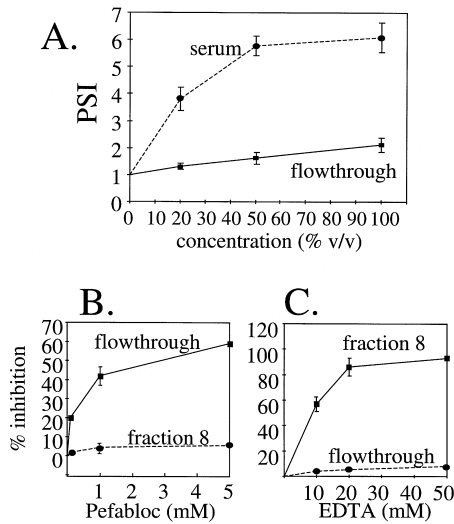 A.
PSI
7
6
5
4
3
2
1
0
serum
flowthrough
0 10 20 30 40 50 60 70 80 90 100
concentration (% v/v)
B.
% inhibition
70
60
50
40
30
20
10
0
flowthrough
fraction 8
1 2 3 4 5
Pefabloc (mM)
C.
120
100
80
60
40
20
fraction 8
flowthrough
10 20 30 40 50
EDTA (mM)